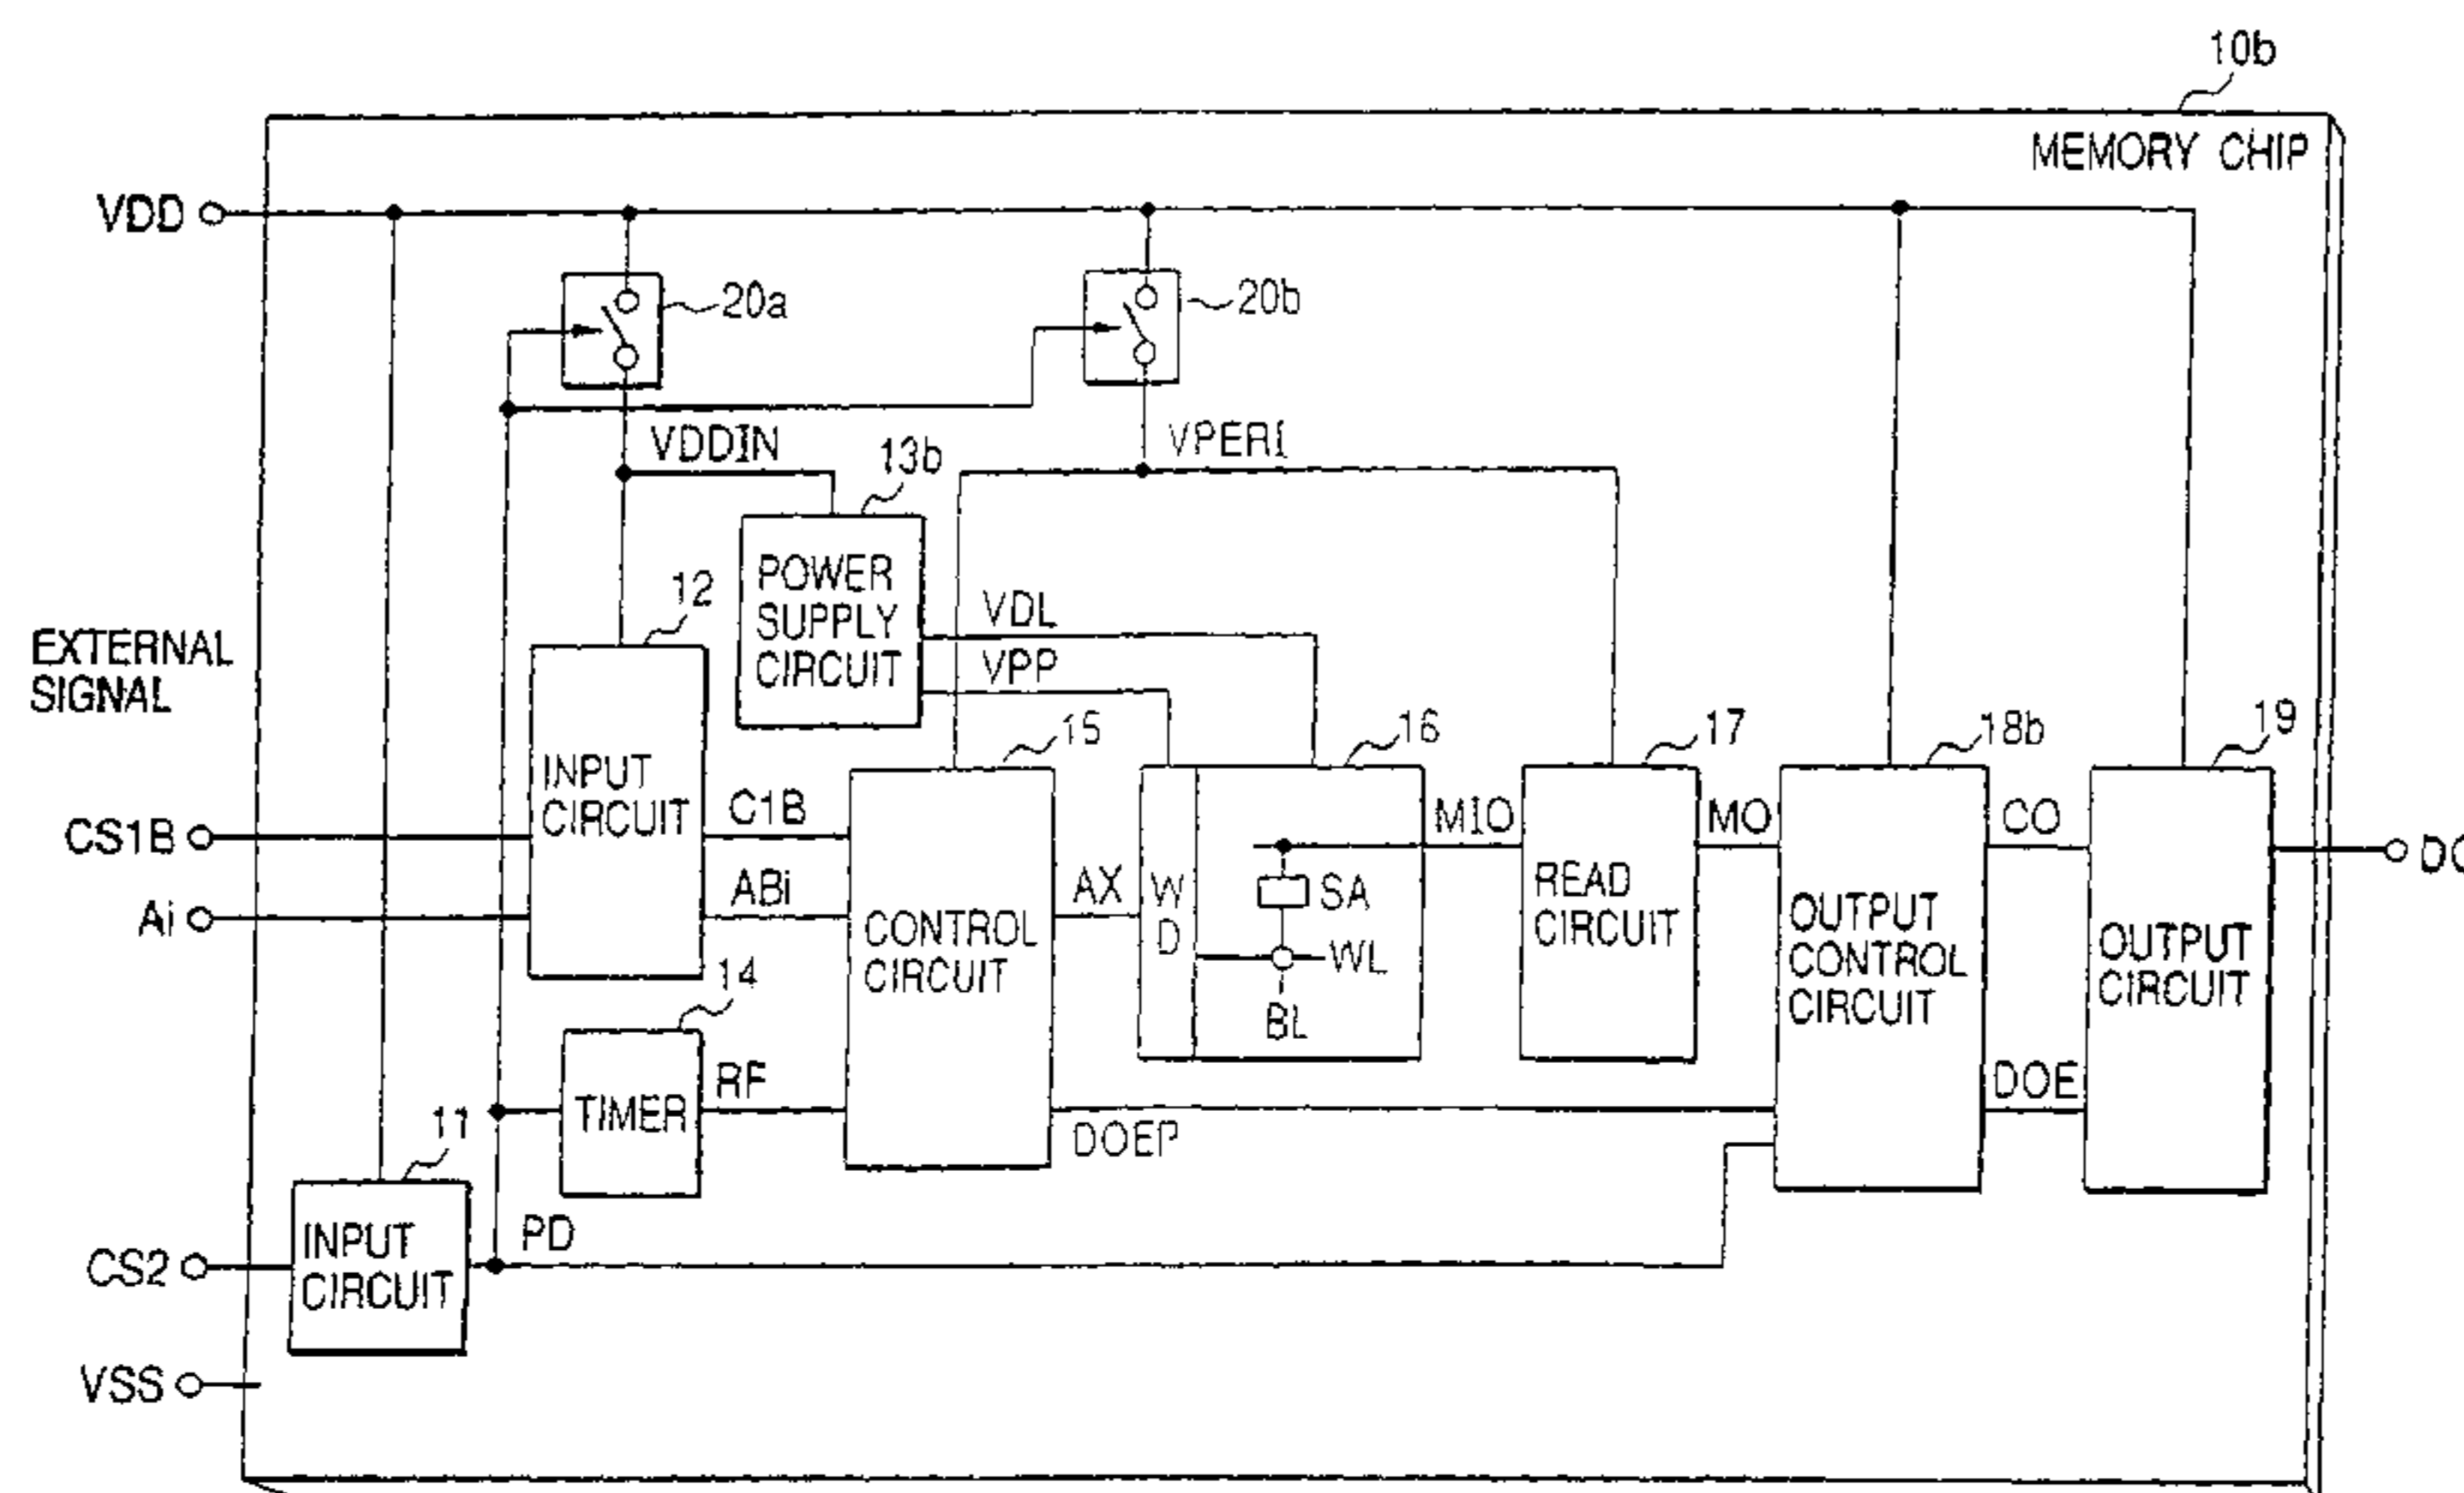 10b
MEMORY CHIP
VDD
20a
20b
VDDIN
13b
VPERI
POWER
SUPPLY
CIRCUIT
12
VDL
VPP
EXTERNAL
SIGNAL
15
16
17
18b
19
INPUT
CIRCUIT
C1B
CS1B
MIO
MO
CO
ABi
AX
Ai
W
D
SA
WL
BL
READ
CIRCUIT
CONTROL
CIRCUIT
OUTPUT
CONTROL
CIRCUIT
OUTPUT
CIRCUIT
14
TIMER
RF
DOEP
DOE
11
INPUT
CIRCUIT
PD
CS2
VSS